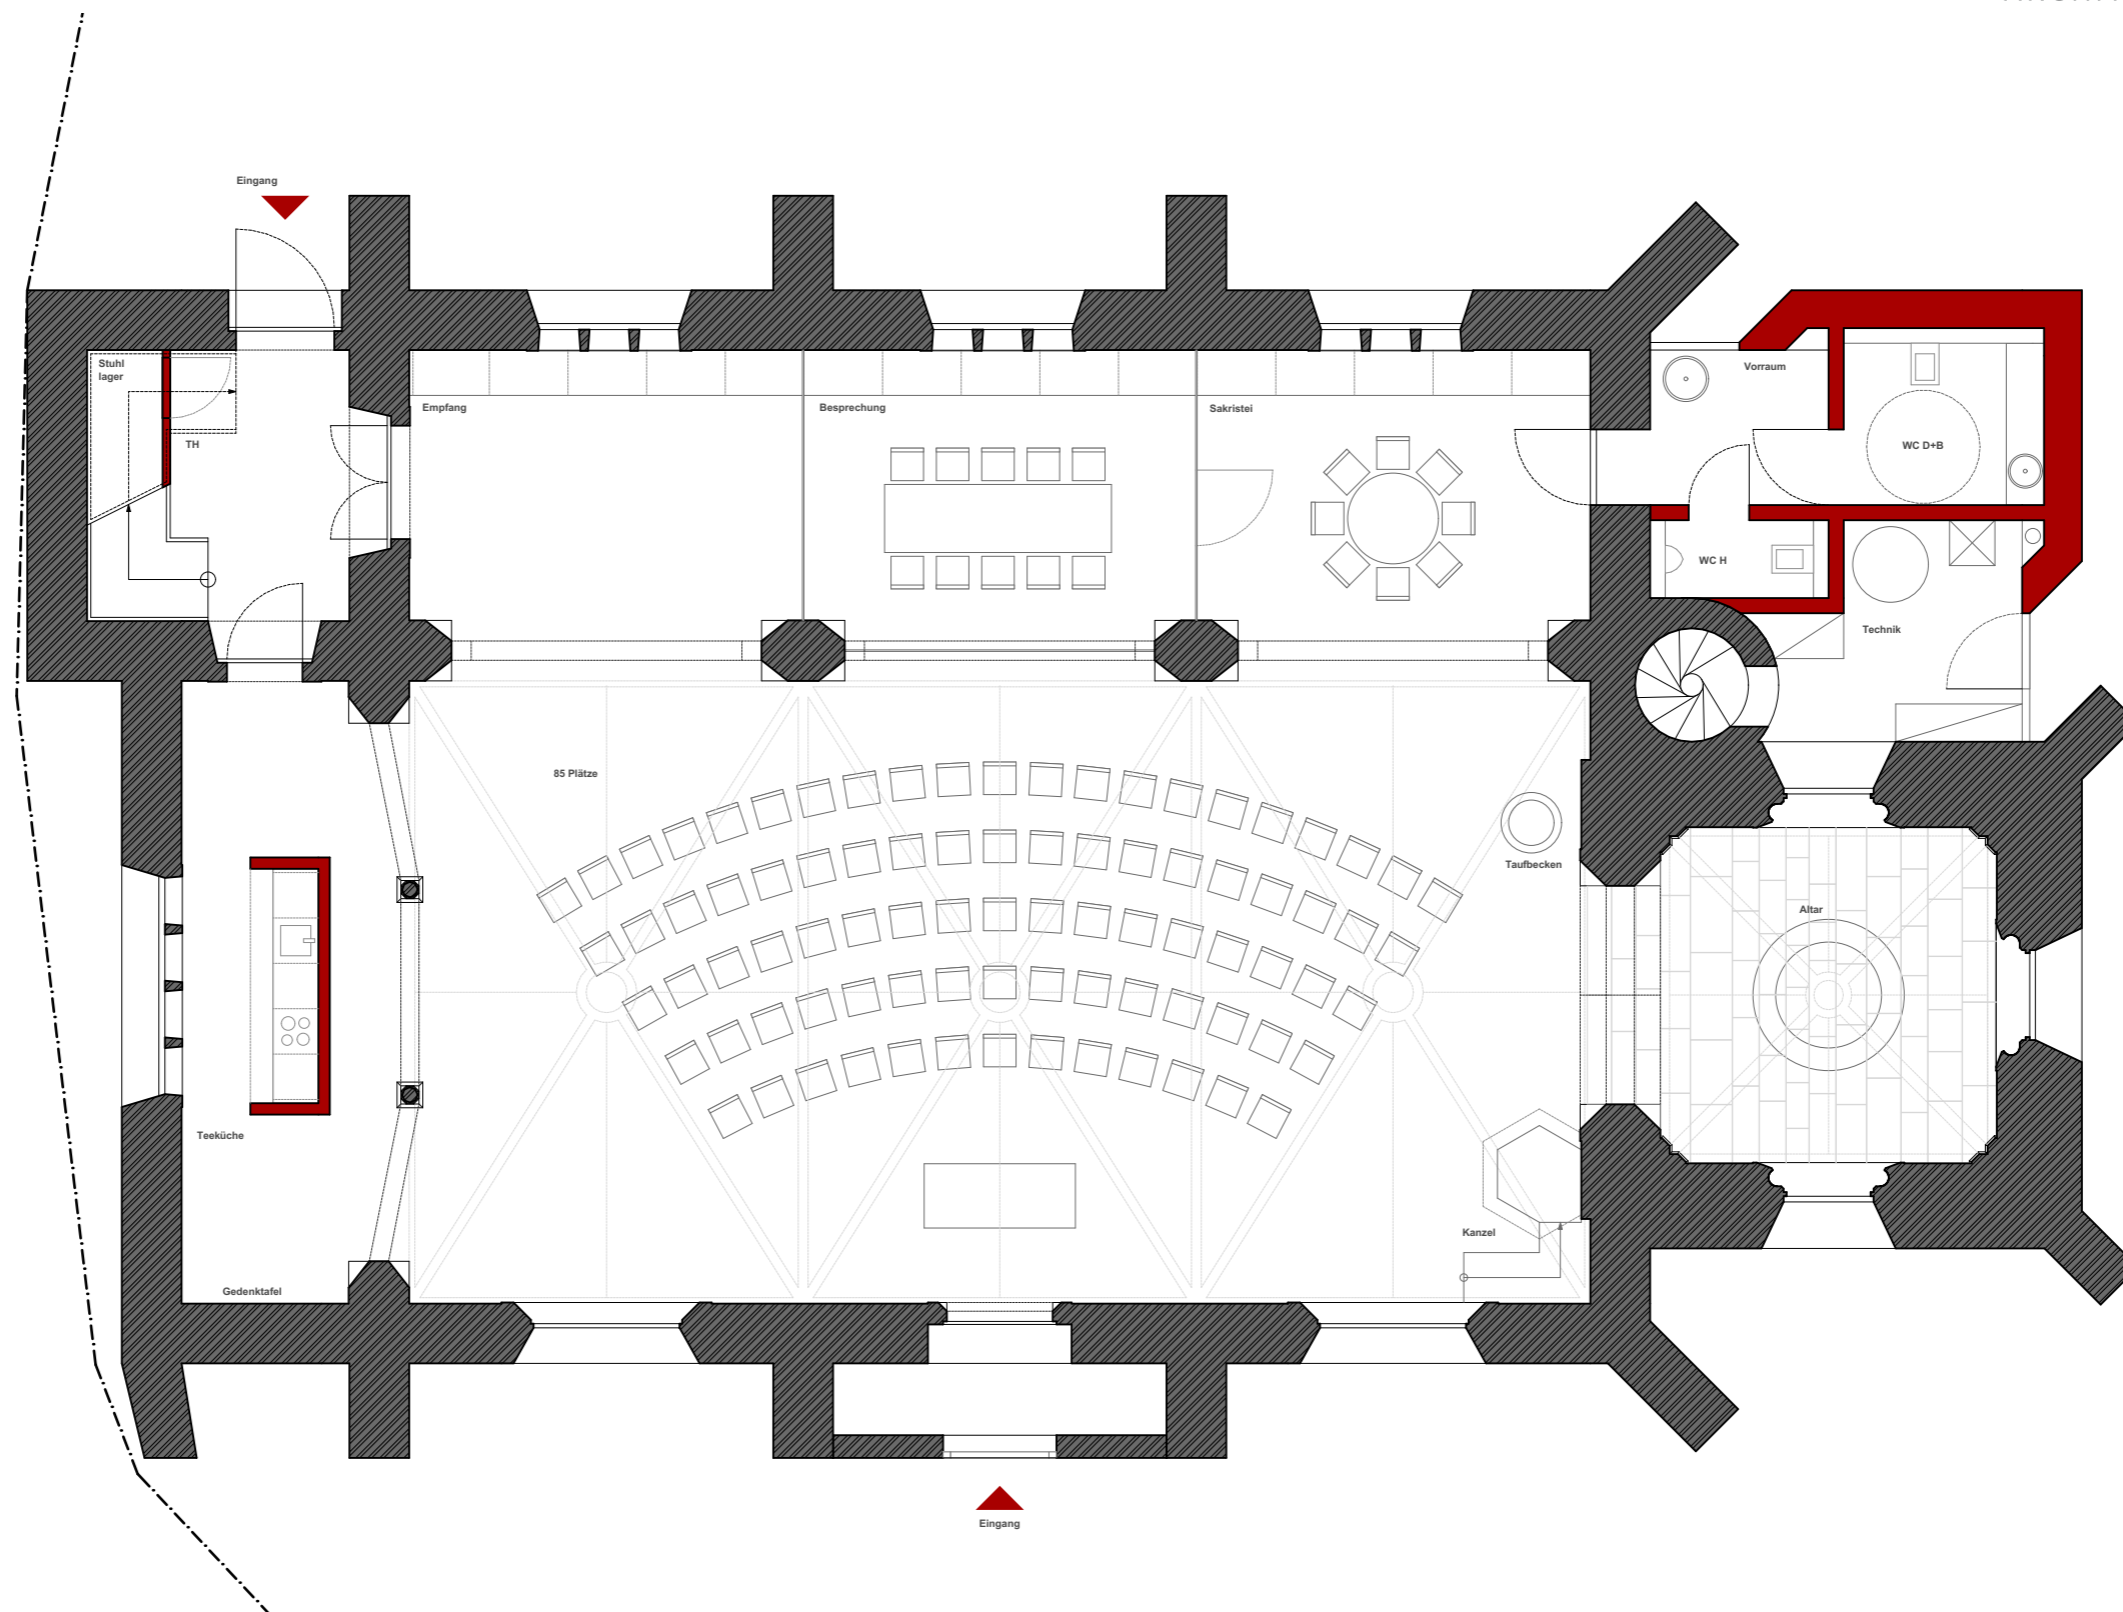 Eingang
Stuhl
lager
TH
Empfang
Besprechung
Sakristei
Vorraum
WC D+B
WC H
Technik
85 Plätze
Taufbecken
Altar
Teeküche
Kanzel
Gedenktafel
Eingang